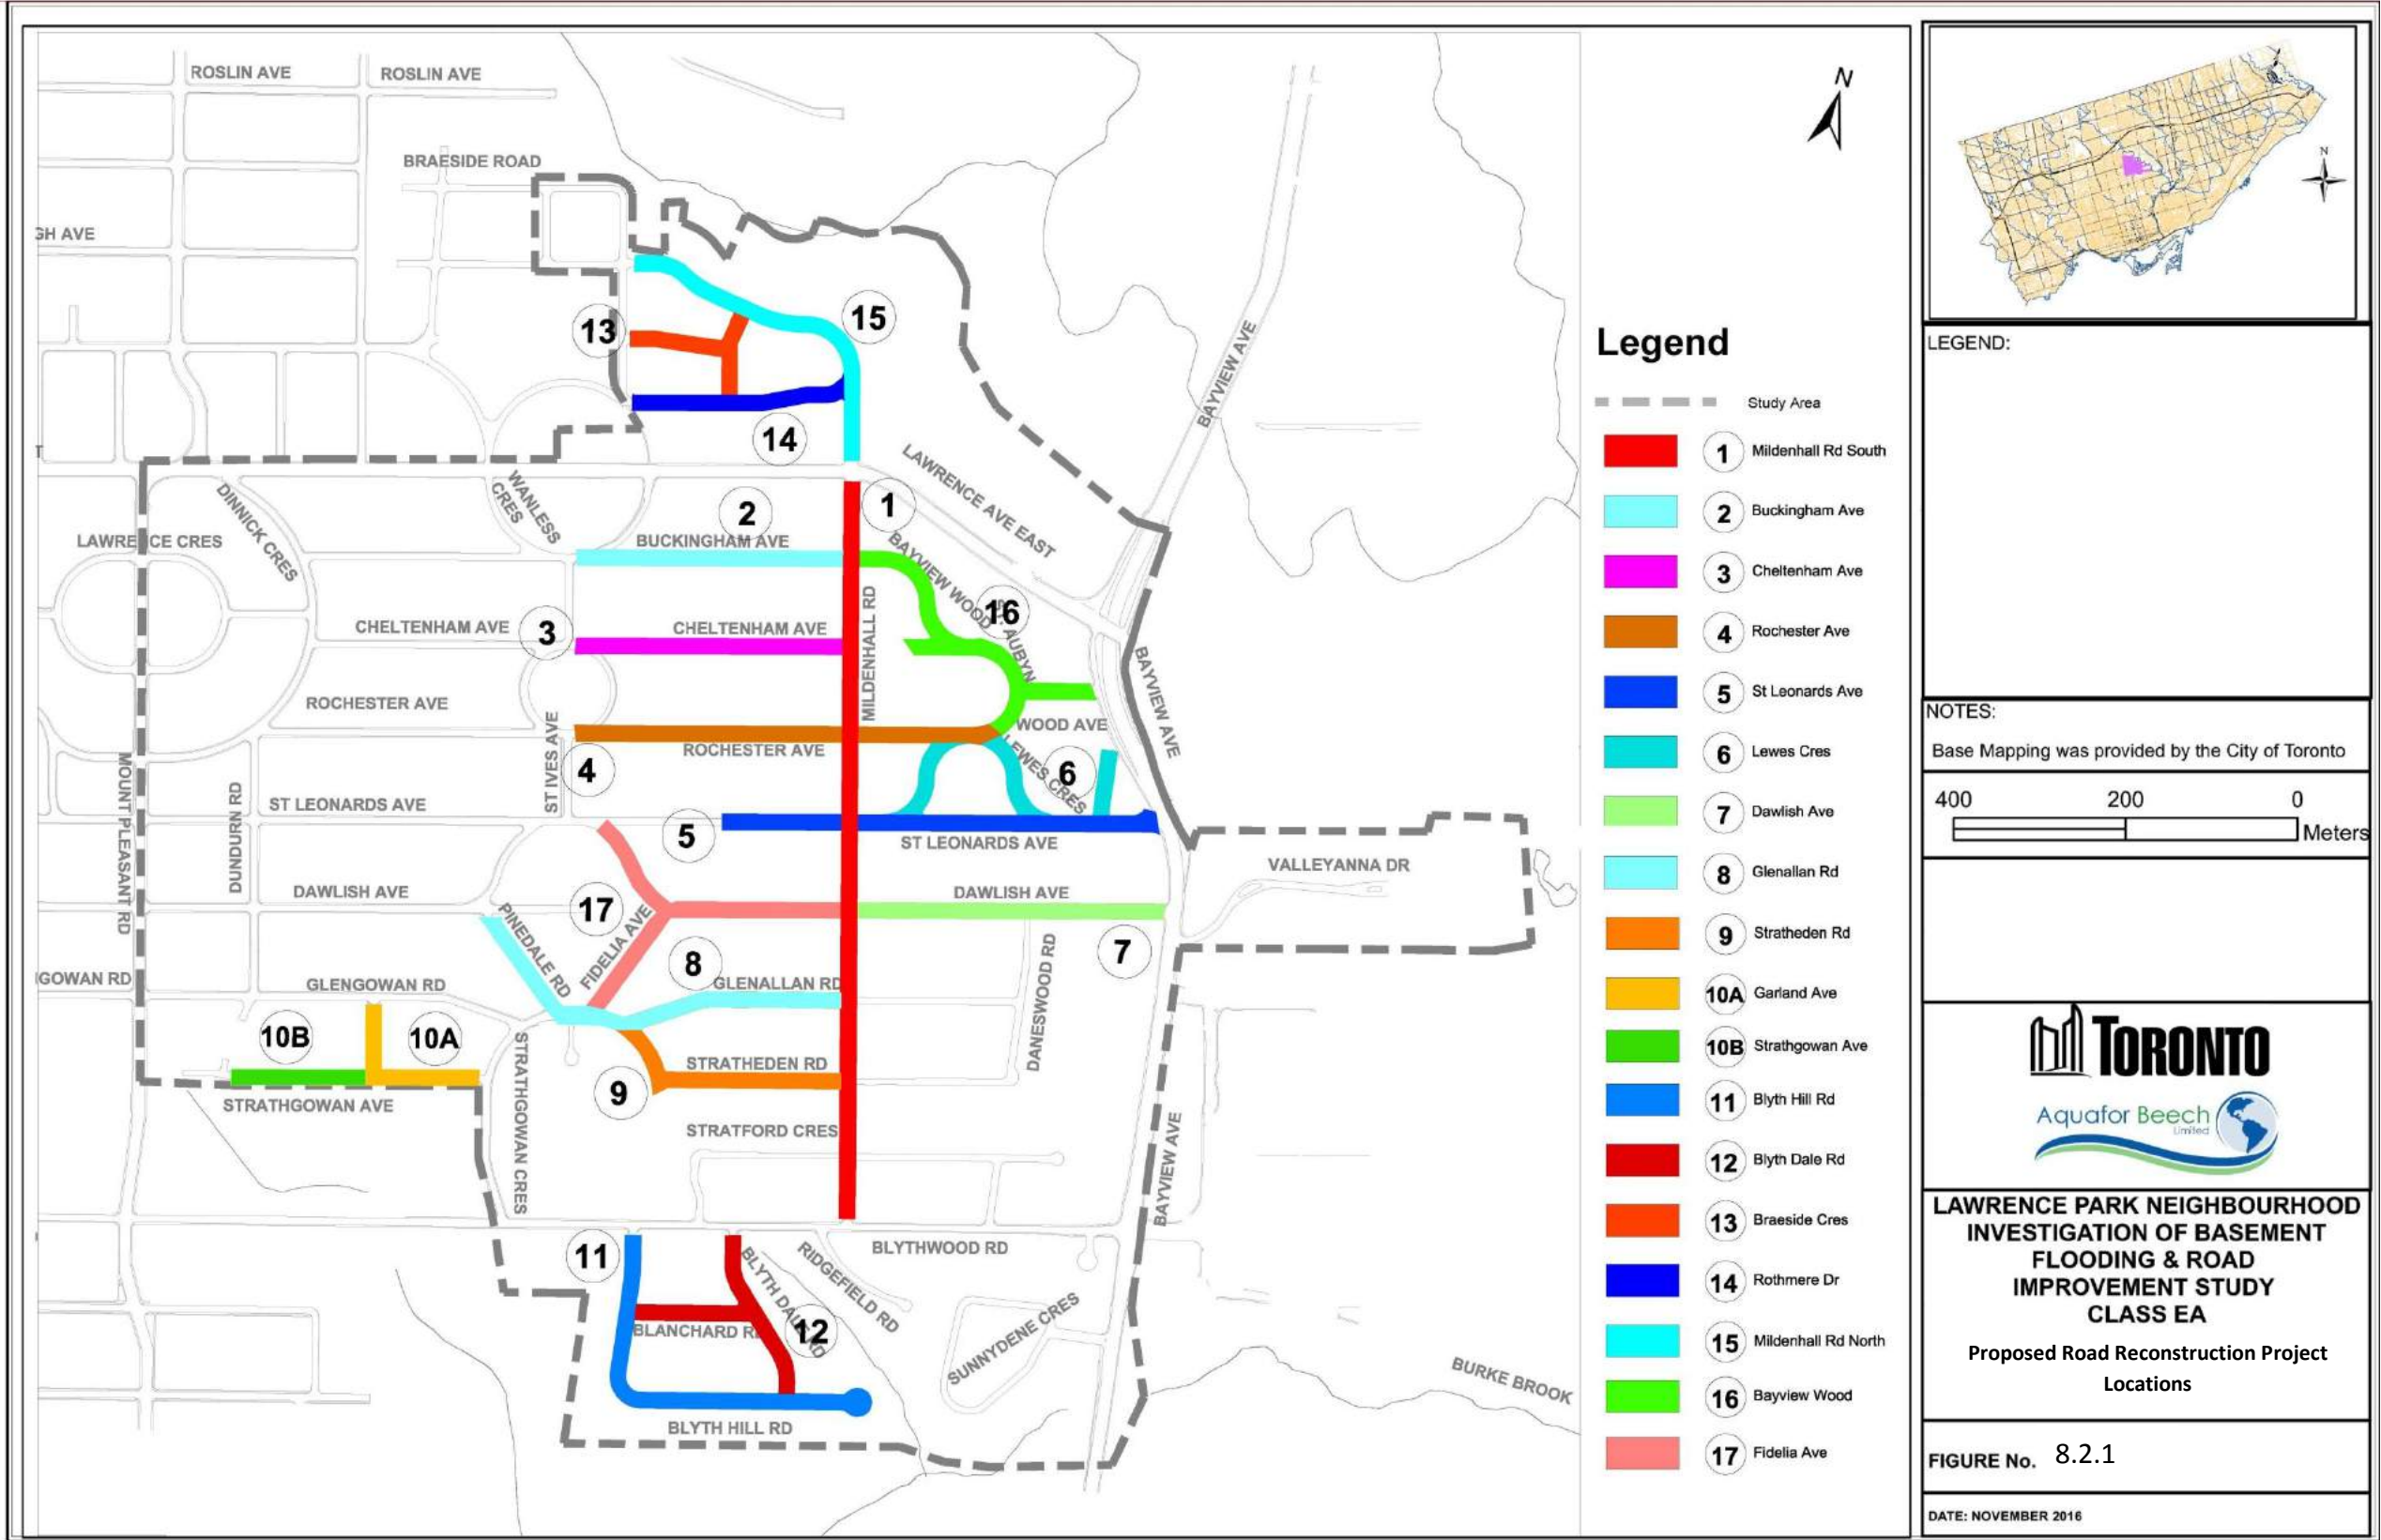 ROSLIN AVE
ROSLIN AVE
BRAESIDE ROAD
GH AVE
13
15
14
BAYVIEW AVE
LAWRENCE AVE EAST
DINNICK CRES
WANLESS
CRES
LAWRENCE CRES
2
1
BUCKINGHAM AVE
BAYVIEW WOOD
16
ST. AUBYN
CHELTENHAM AVE
3
CHELTENHAM AVE
MILDENHALL RD
BAYVIEW AVE
ROCHESTER AVE
ST IVES AVE
ROCHESTER AVE
WOOD AVE
4
LEWES CRES
6
MOUNT PLEASANT RD
DUNDURN RD
ST LEONARDS AVE
5
ST LEONARDS AVE
VALLEYANNA DR
DAWLISH AVE
17
DAWLISH AVE
PINEDALE RD
FIDELIA AVE
8
7
DANESWOOD RD
GOWAN RD
GLENGOWAN RD
GLENALLAN RD
10B
10A
STRATHGOWAN CRES
STRATHEDEN RD
9
STRATHGOWAN AVE
STRATFORD CRES
BAYVIEW AVE
11
BLYTHWOOD RD
BLYTH DALE RD
RIDGEFIELD RD
BLANCHARD RD
12
SUNNYDENE CRES
BURKE BROOK
BLYTH HILL RD
N
Legend
Study Area
1 Mildenhall Rd South
2 Buckingham Ave
3 Cheltenham Ave
4 Rochester Ave
5 St Leonards Ave
6 Lewes Cres
7 Dawlish Ave
8 Glenallan Rd
9 Stratheden Rd
10A Garland Ave
10B Strathgowan Ave
11 Blyth Hill Rd
12 Blyth Dale Rd
13 Braeside Cres
14 Rothmere Dr
15 Mildenhall Rd North
16 Bayview Wood
17 Fidelia Ave
N
LEGEND:
NOTES:
Base Mapping was provided by the City of Toronto
400 200 0
Meters
TORONTO
Aquafor Beech
Limited
LAWRENCE PARK NEIGHBOURHOOD
INVESTIGATION OF BASEMENT
FLOODING & ROAD
IMPROVEMENT STUDY
CLASS EA
Proposed Road Reconstruction Project
Locations
FIGURE No. 8.2.1
DATE: NOVEMBER 2016